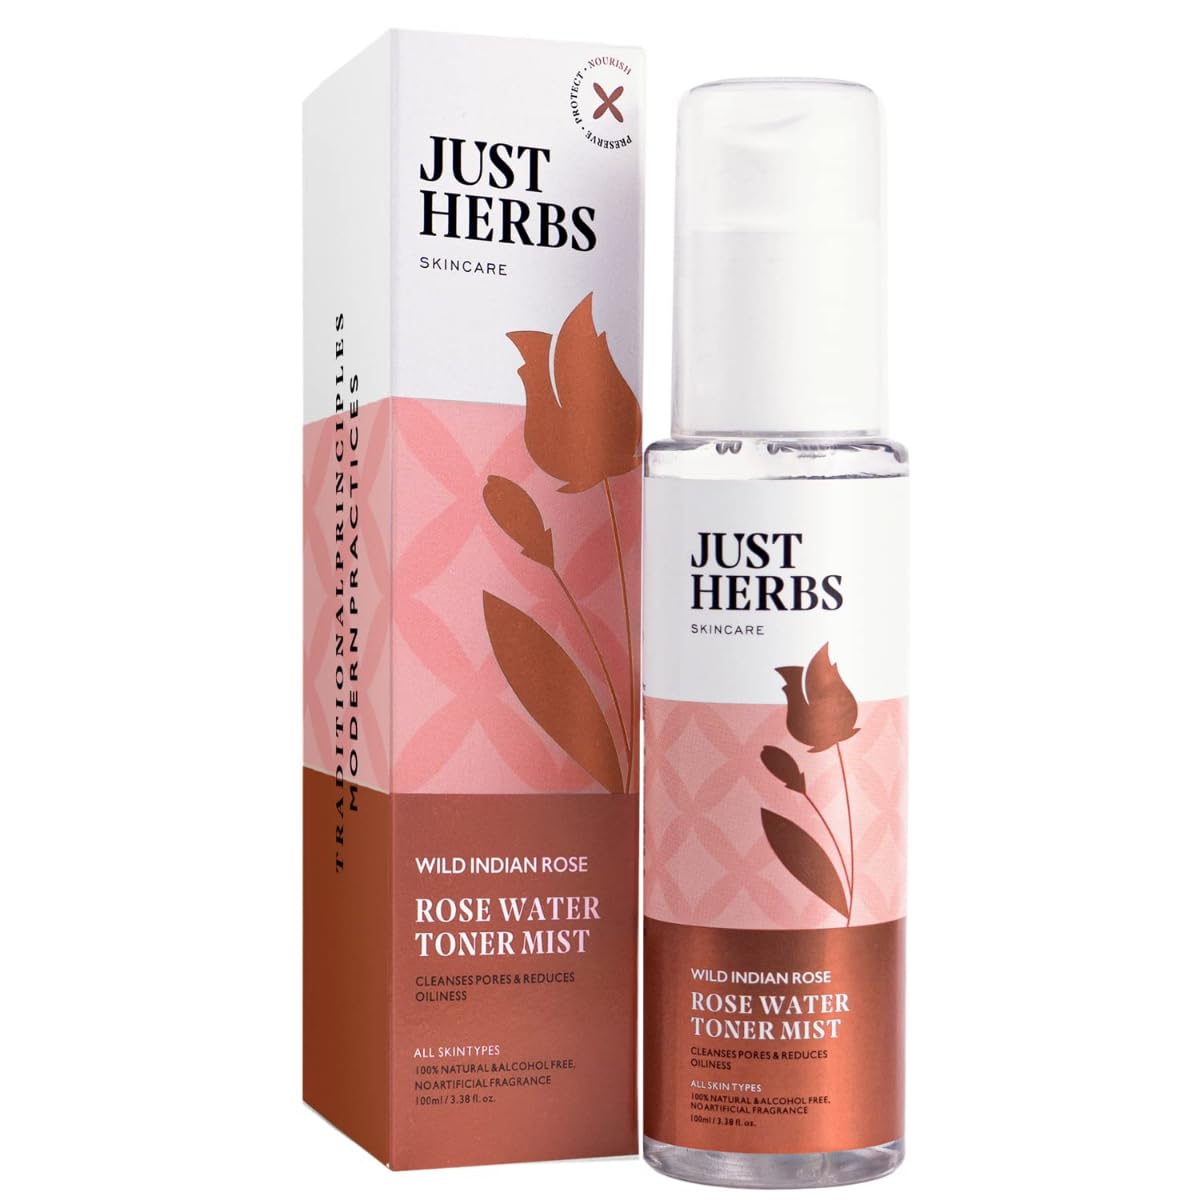 PRESERVE • PROTECT • NOURISH
JUST
HERBS
SKINCARE
TRADITIONALPRINCIPLES
MODERNPRACTICES
WILD INDIAN ROSE
ROSE WATER
TONER MIST
CLEANSES PORES & REDUCES
OILINESS
ALL SKIN TYPES
100% NATURAL & ALCOHOL FREE,
NO ARTIFICIAL FRAGRANCE
100ml / 3.38 fl. oz.
JUST
HERBS
SKINCARE
WILD INDIAN ROSE
ROSE WATER
TONER MIST
CLEANSES PORES & REDUCES
OILINESS
ALL SKIN TYPES
100% NATURAL & ALCOHOL FREE,
NO ARTIFICIAL FRAGRANCE
100ml / 3.38 fl. oz.